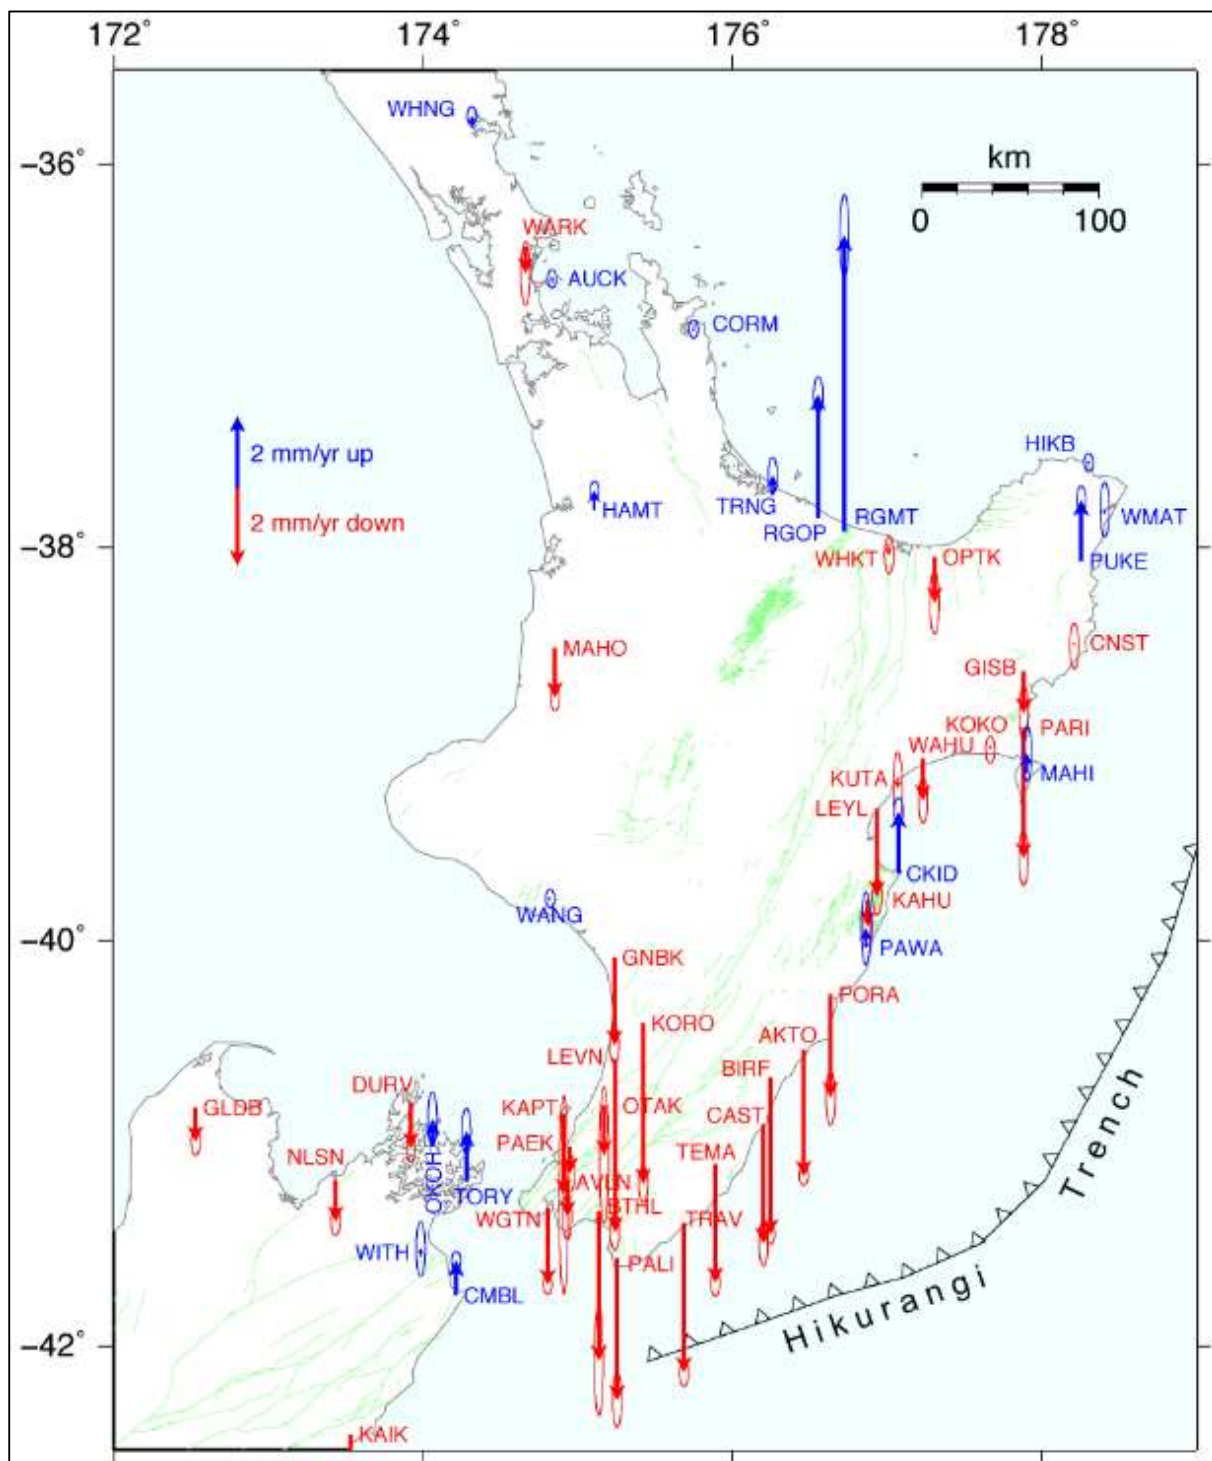 172° 174° 176° 178°
WHNG
−36°
km
0 100
WARK
AUCK
CORM
2 mm/yr up
2 mm/yr down
HIKB
HAMT
TRNG
RGOP
RGMT
WMAT
−38°
WHKT
OPTK
PUKE
MAHO
CNST
GISB
KOKO
PARI
WAHU
MAHI
KUTA
LEYL
CKID
KAHU
WANG
−40°
PAWA
GNBK
PORA
KORO
AKTO
LEVN
BIRF
DURV
GLDB
KAPT
OTAK
CAST
PAEK
TEMA
NLSN
OKOH
TORY
AVLN
BTHL
WGTN
TRAV
WITH
PALI
CMBL
Hikurangi Trench
−42°
KAIK